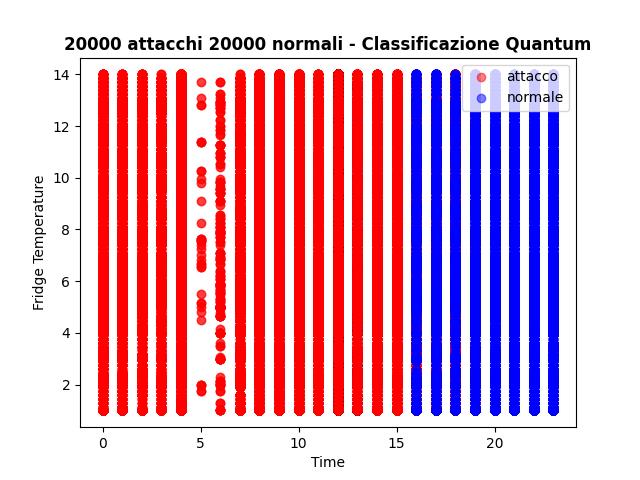 20000 attacchi 20000 normali - Classificazione Quantum
attacco
normale
14
12
10
8
6
4
2
Fridge Temperature
0 5 10 15 20
Time